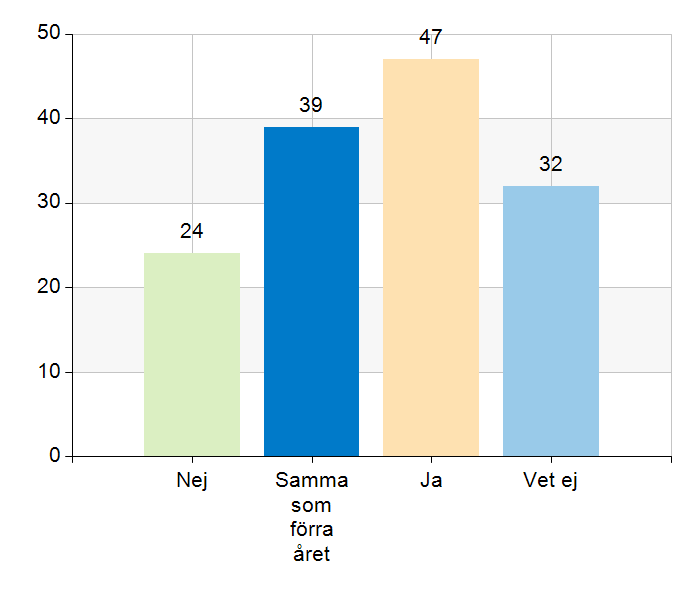 50
47
39
40
32
30
24
20
10
0
Nej
Samma
som
förra
året
Ja
Vet ej